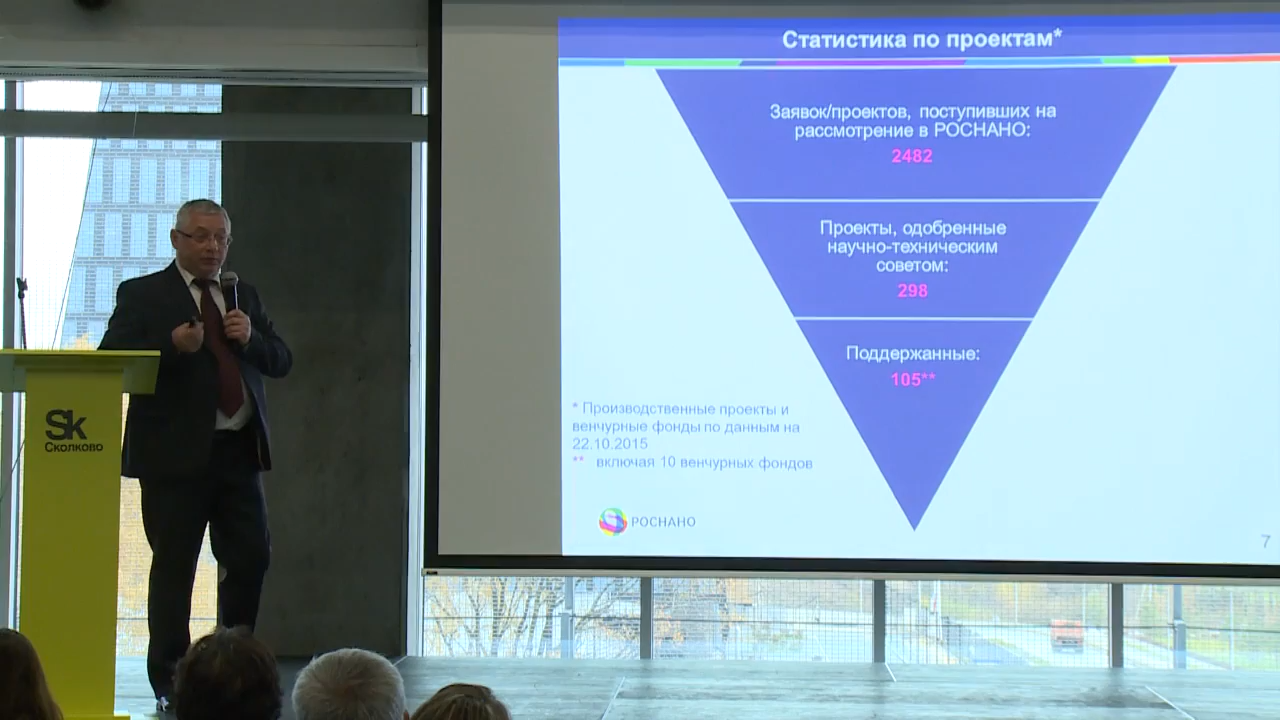 Статистика по проектам*
Заявок/проектов, поступивших на
рассмотрение в РОСНАНО:
2482
Проекты, одобренные
научно-техническим
советом:
298
Поддержанные:
105**
* Производственные проекты и
венчурные фонды по данным на
22.10.2015
** включая 10 венчурных фондов
РОСНАНО
7
Sk
Сколково